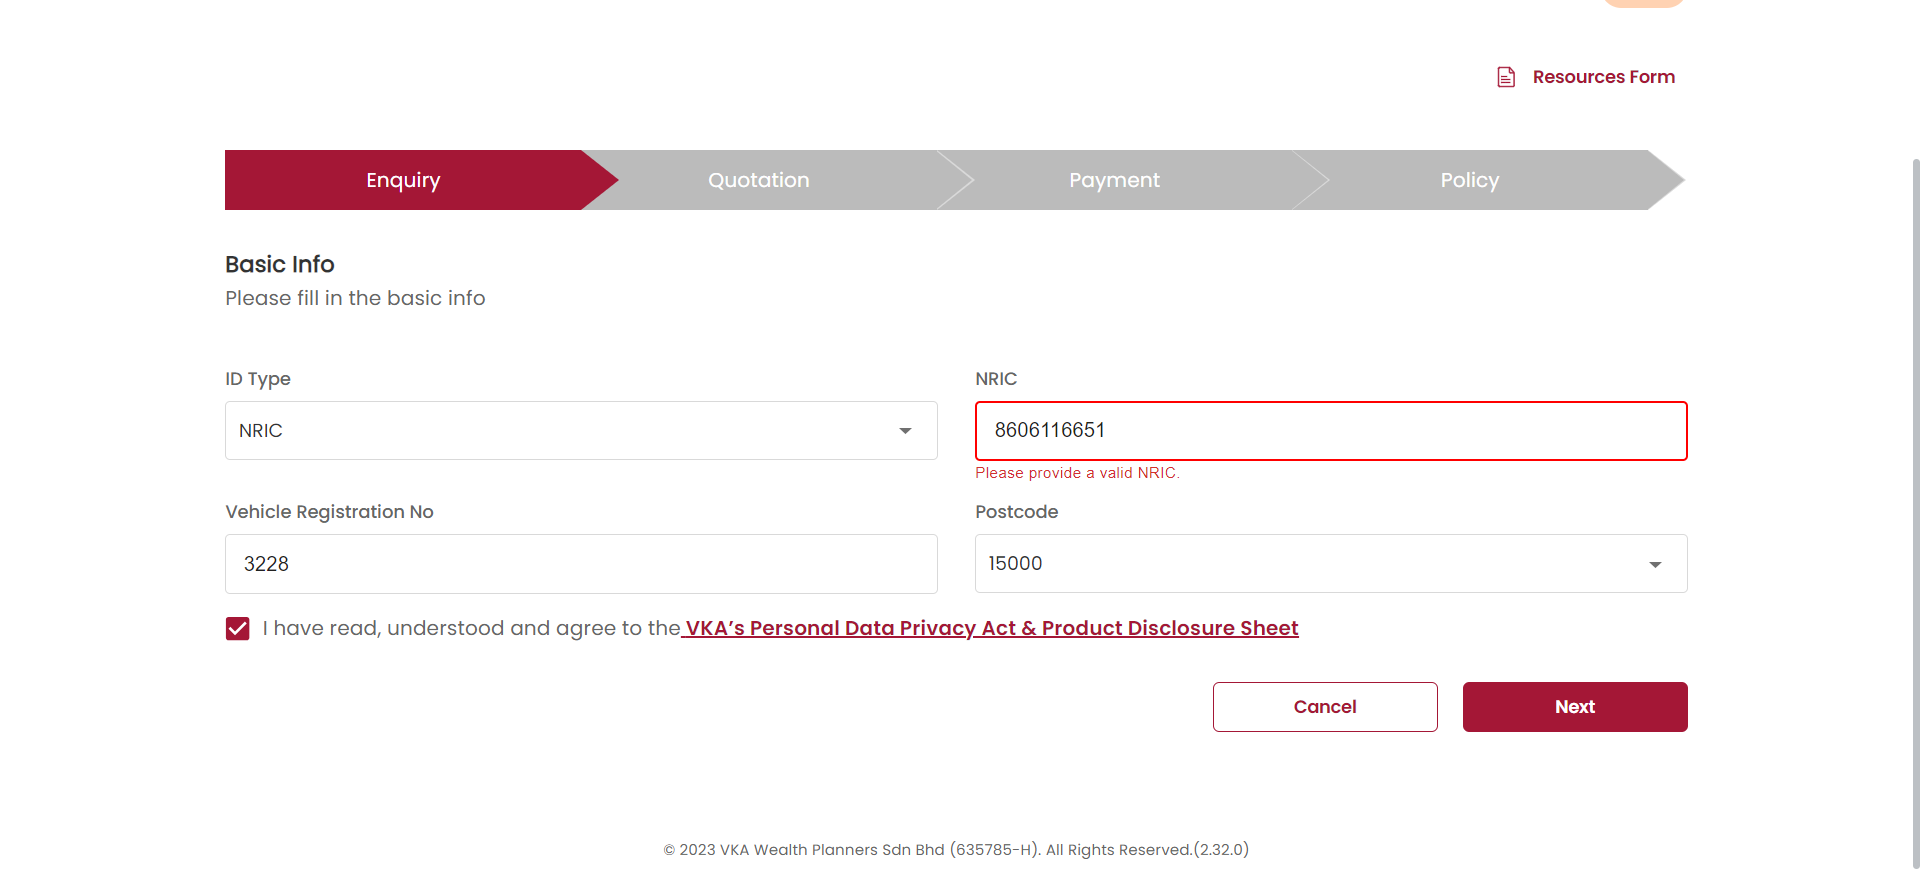 Resources Form
Enquiry
Quotation
Payment
Policy
Basic Info
Please fill in the basic info
ID Type
NRIC
NRIC
8606116651
Please provide a valid NRIC.
Vehicle Registration No
Postcode
3228
15000
I have read, understood and agree to the VKA’s Personal Data Privacy Act & Product Disclosure Sheet
Cancel
Next
© 2023 VKA Wealth Planners Sdn Bhd (635785-H). All Rights Reserved.(2.32.0)